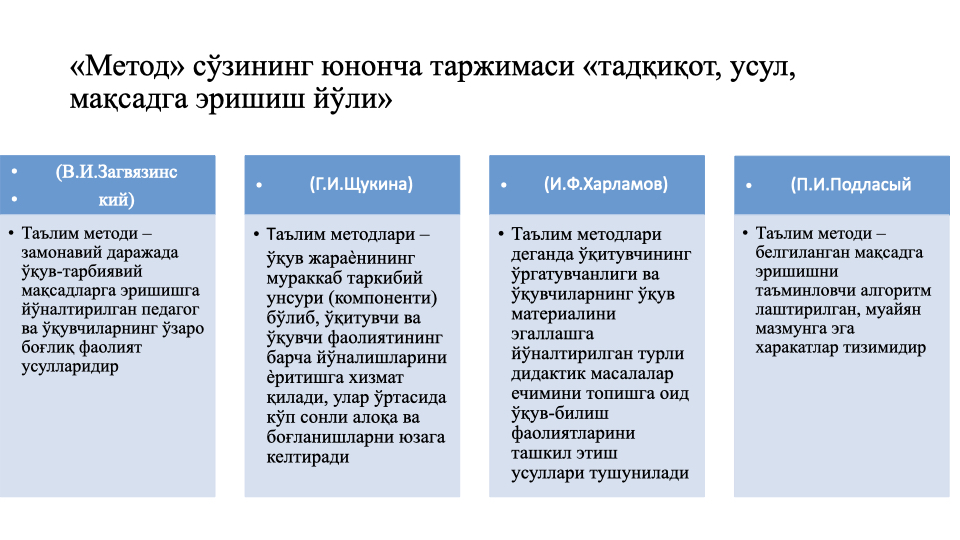 «Метод» сўзининг юнонча таржимаси «тадқиқот, усул,
мақсадга эришиш йўли»
• (В.И.Загвязинс
• кий)
• Таълим методи –
замонавий даражада
ўқув-тарбиявий
мақсадларга эришишга
йўналтирилган педагог
ва ўқувчиларнинг ўзаро
боғлиқ фаолият
усулларидир
• (Г.И.Щукина)
• Таълим методлари –
ўқув жараѐнининг
мураккаб таркибий
унсури (компоненти)
бўлиб, ўқитувчи ва
ўқувчи фаолиятининг
барча йўналишларини
ѐритишга хизмат
қилади, улар ўртасида
кўп сонли алоқа ва
боғланишларни юзага
келтиради
• (И.Ф.Харламов)
• Таълим методлари
деганда ўқитувчининг
ўргатувчанлиги ва
ўқувчиларнинг ўқув
материалини
эгаллашга
йўналтирилган турли
дидактик масалалар
ечимини топишга оид
ўқув-билиш
фаолиятларини
ташкил этиш
усуллари тушунилади
• (П.И.Подласый
• Таълим методи –
белгиланган мақсадга
эришишни
таъминловчи алгоритм
лаштирилган, муайян
мазмунга эга
харакатлар тизимидир